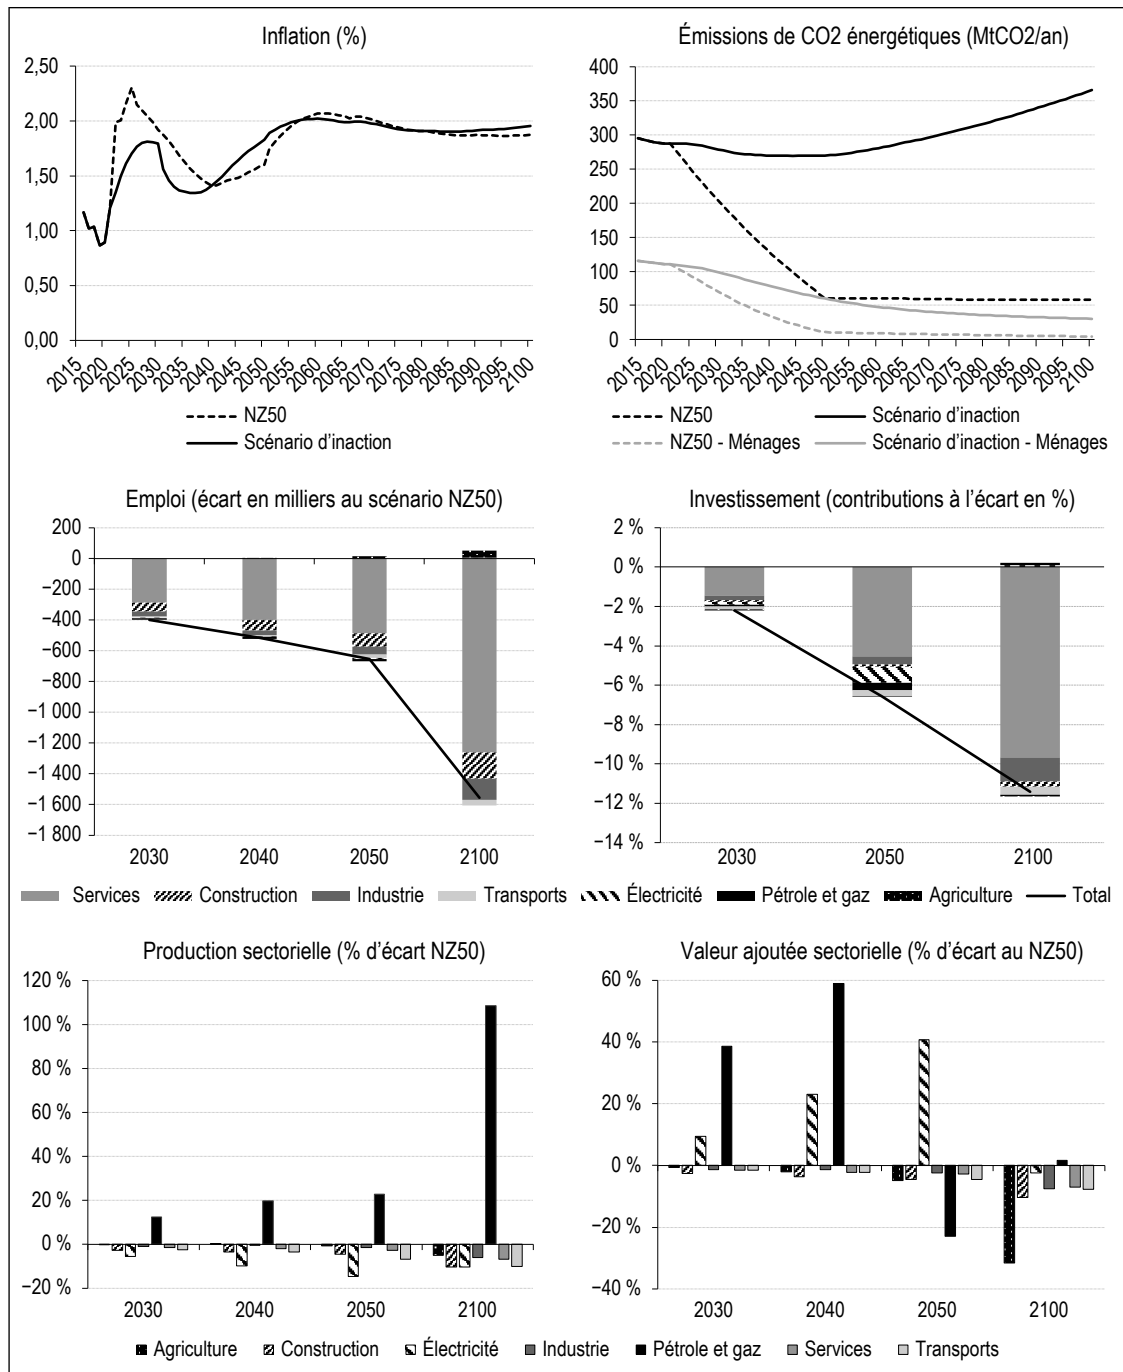 Inflation (%)
2,50
2,00
1,50
1,00
0,50
0,00
2015 2020 2025 2030 2035 2040 2045 2050 2055 2060 2065 2070 2075 2080 2085 2090 2095 2100
NZ50
Scénario d'inaction
Émissions de CO2 énergétiques (MtCO2/an)
400
350
300
250
200
150
100
50
0
2015 2020 2025 2030 2035 2040 2045 2050 2055 2060 2065 2070 2075 2080 2085 2090 2095 2100
NZ50 Scénario d'inaction
NZ50 - Ménages Scénario d'inaction - Ménages
Emploi (écart en milliers au scénario NZ50)
200
0
−200
−400
−600
−800
−1 000
−1 200
−1 400
−1 600
−1 800
2030 2040 2050 2100
Investissement (contributions à l'écart en %)
2 %
0 %
−2 %
−4 %
−6 %
−8 %
−10 %
−12 %
−14 %
2030 2050 2100
Services Construction Industrie Transports Électricité Pétrole et gaz Agriculture Total
Production sectorielle (% d'écart NZ50)
120 %
100 %
80 %
60 %
40 %
20 %
0 %
−20 %
2030 2040 2050 2100
Valeur ajoutée sectorielle (% d'écart au NZ50)
60 %
40 %
20 %
0 %
−20 %
−40 %
2030 2040 2050 2100
Agriculture Construction Électricité Industrie Pétrole et gaz Services Transports